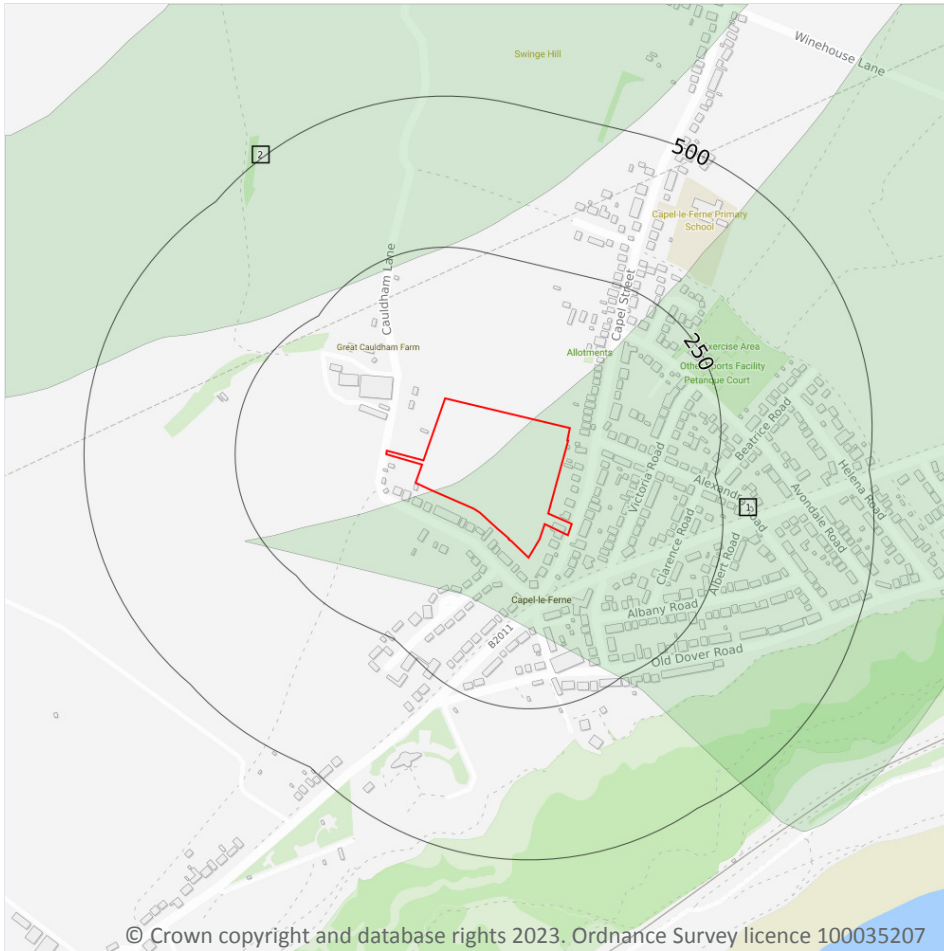 Winehouse Lane
Swinge Hill
2
500
Capel-le-Ferne Primary
School
Cauldham Lane
Capel Street
Great Cauldham Farm
Allotments
250
Exercise Area
Other Sports Facility
Petanque Court
Beatrice Road
Helena Road
Victoria Road
Alexandra Road
1
Avondale Road
Clarence Road
Albert Road
Capel-le-Ferne
Albany Road
B2011
Old Dover Road
© Crown copyright and database rights 2023. Ordnance Survey licence 100035207